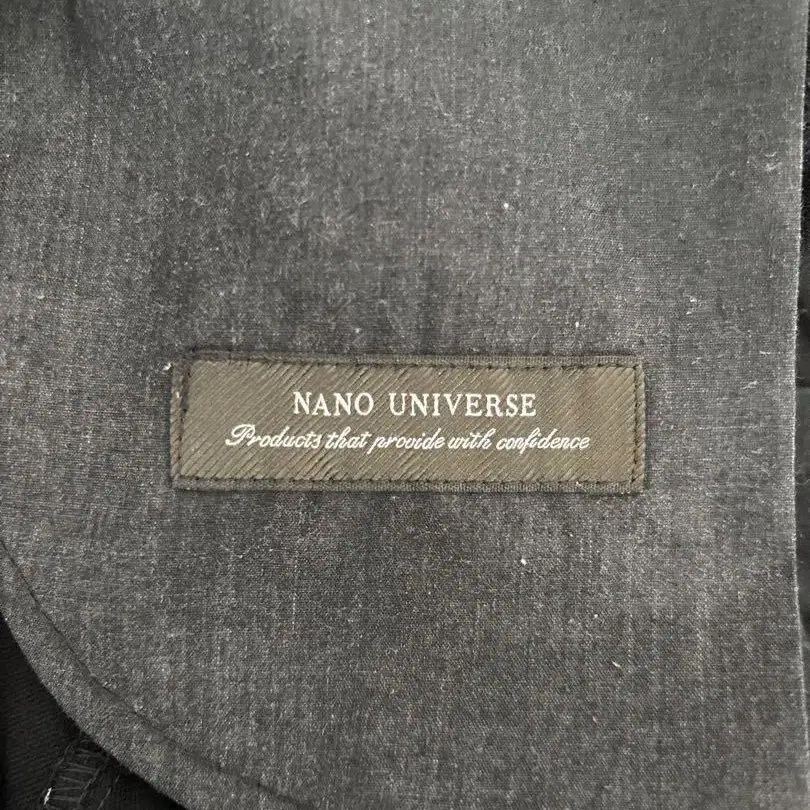 NANO UNIVERSE
Products that provide with confidence